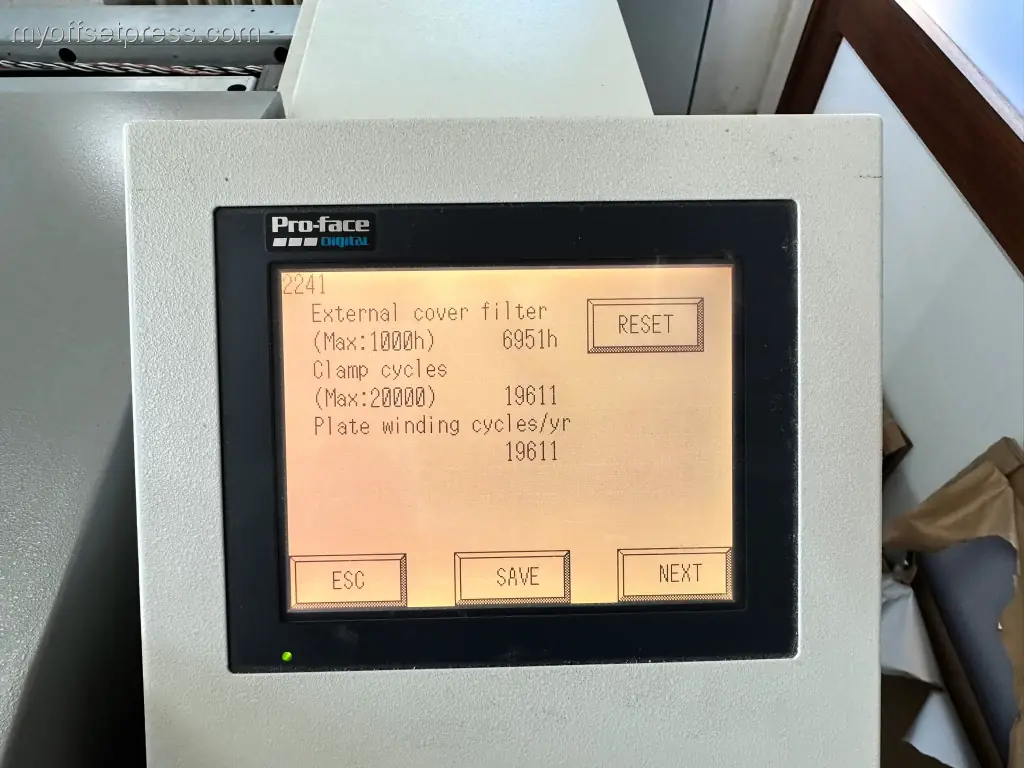 myoffsetpress.com
Pro-face
Digital
2241
External cover filter
(Max:1000h) 6951h
RESET
Clamp cycles
(Max:20000) 19611
Plate winding cycles/yr
19611
ESC SAVE NEXT